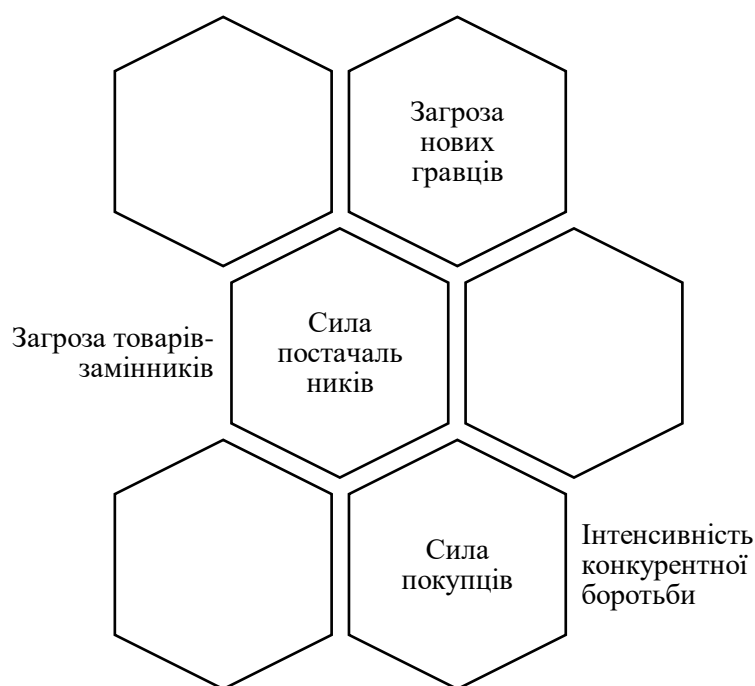 Загроза
нових
гравців
Загроза товарів-
замінників
Сила
постачаль
ників
Сила
покупців
Інтенсивність
конкурентної
боротьби